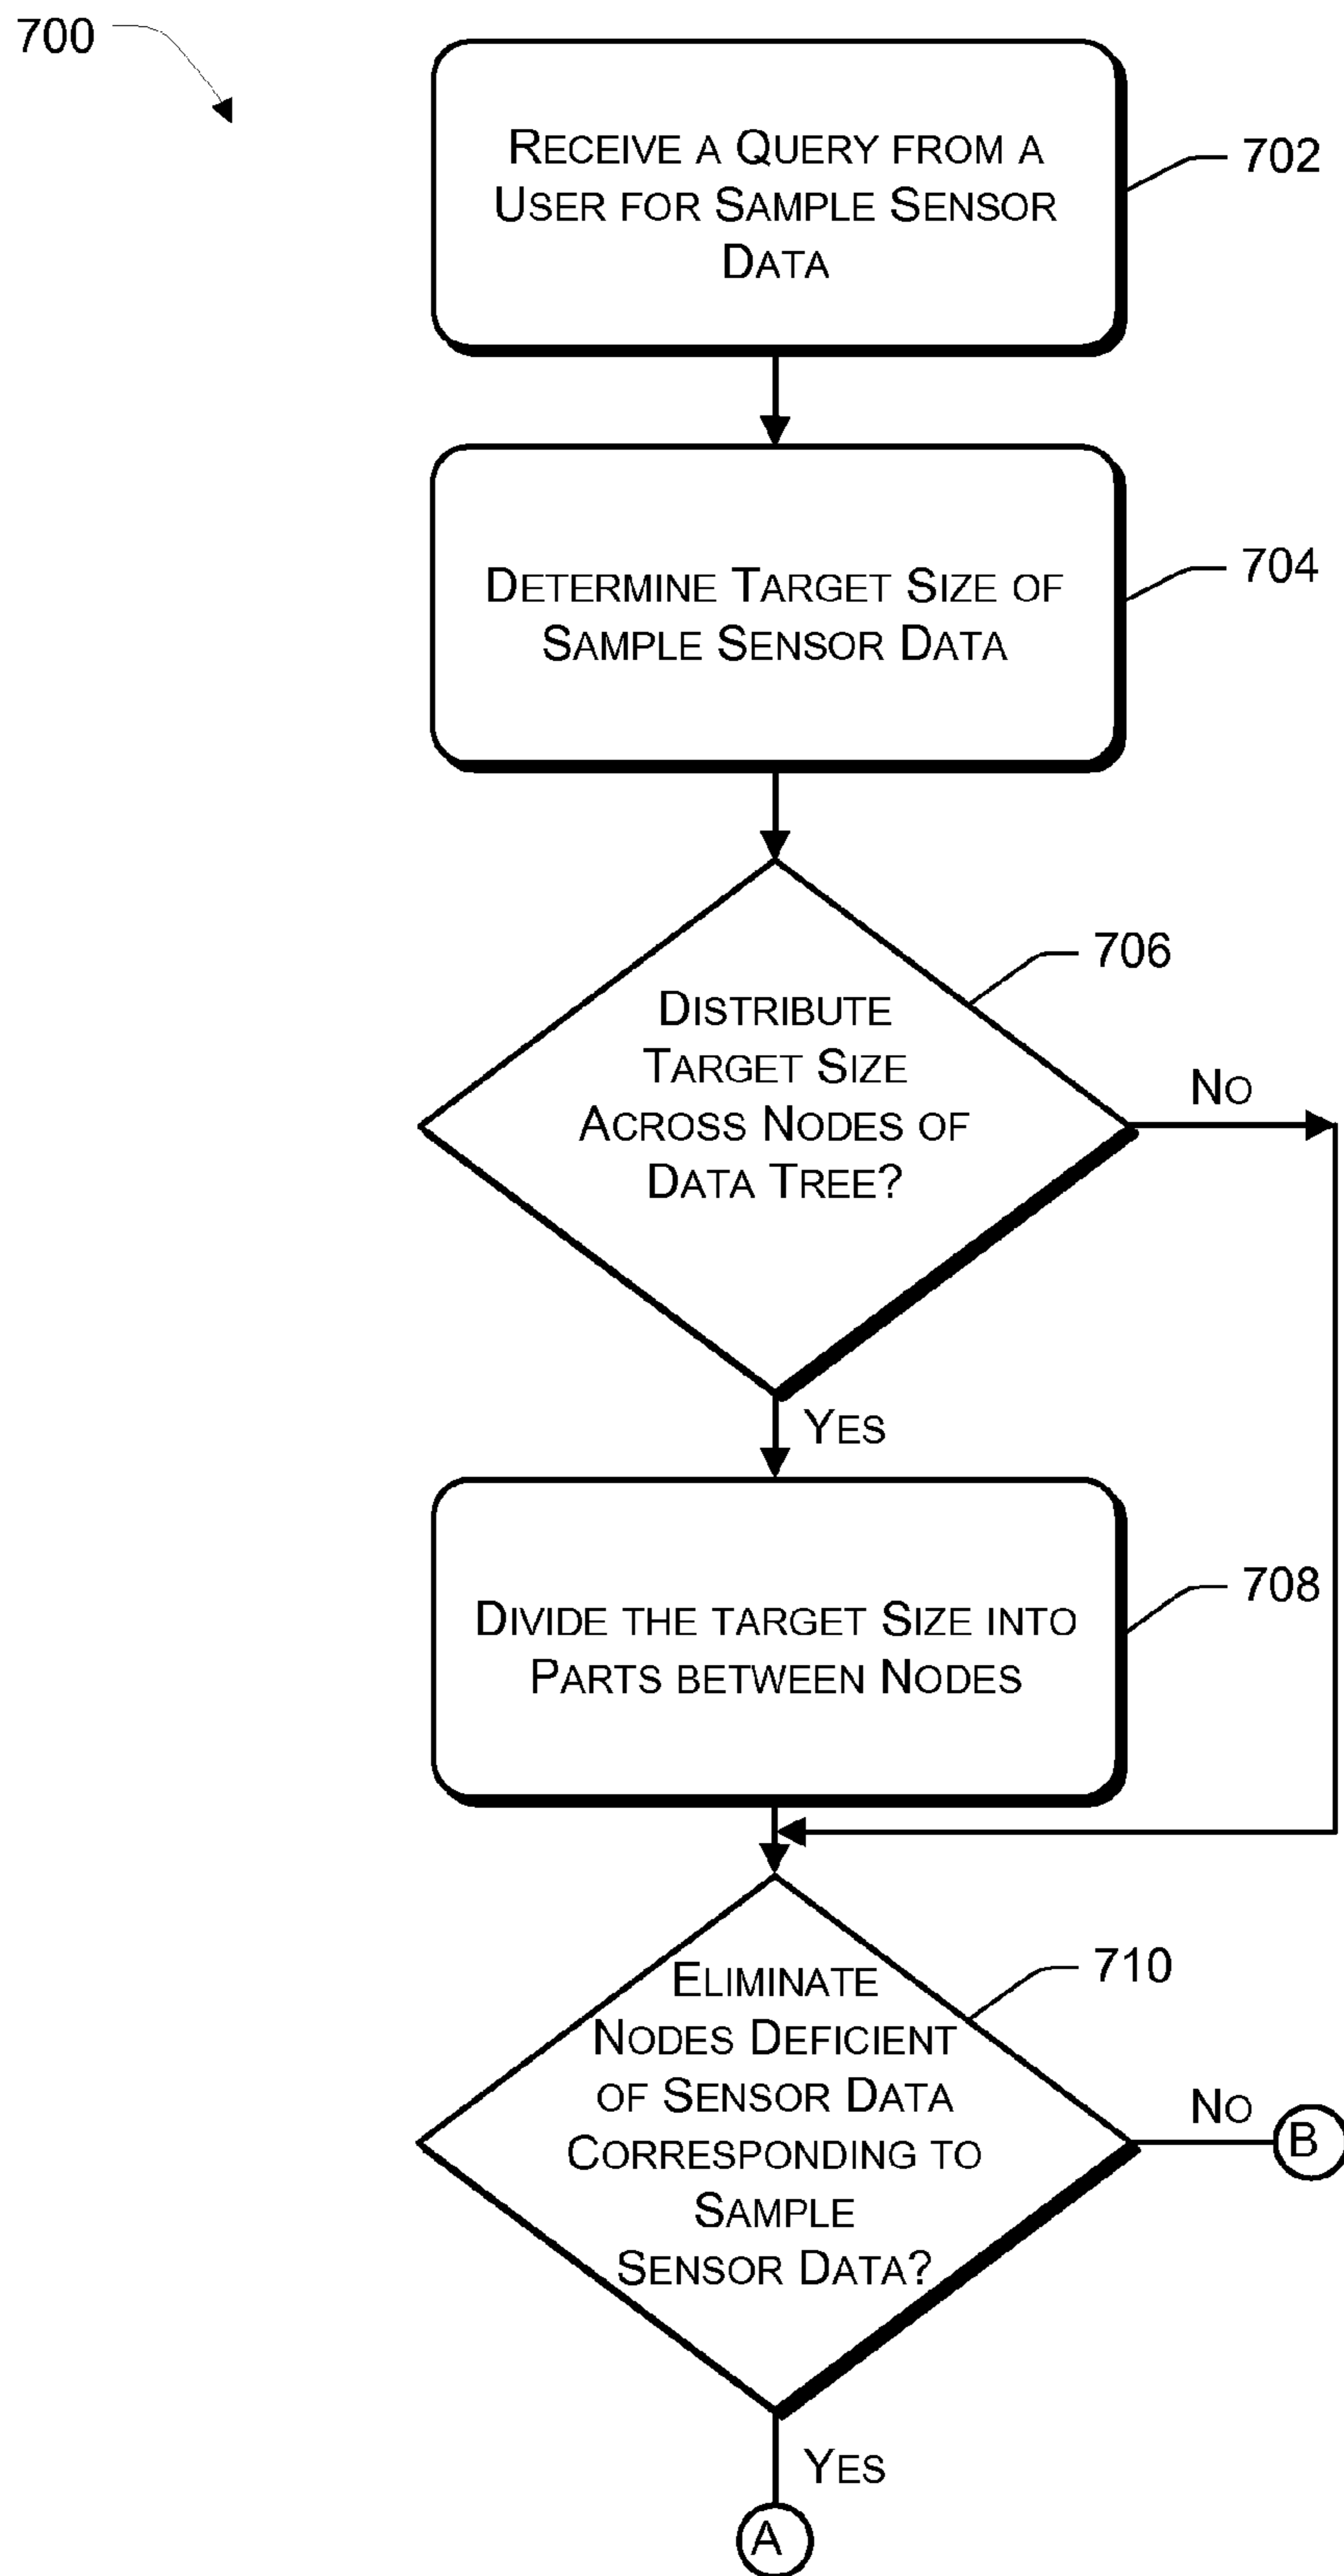 700
RECEIVE A QUERY FROM A
USER FOR SAMPLE SENSOR
DATA
702
DETERMINE TARGET SIZE OF
SAMPLE SENSOR DATA
704
706
DISTRIBUTE
TARGET SIZE
ACROSS NODES OF
DATA TREE?
NO
YES
DIVIDE THE TARGET SIZE INTO
PARTS BETWEEN NODES
708
710
ELIMINATE
NODES DEFICIENT
OF SENSOR DATA
CORRESPONDING TO
SAMPLE
SENSOR DATA?
NO
B
YES
A